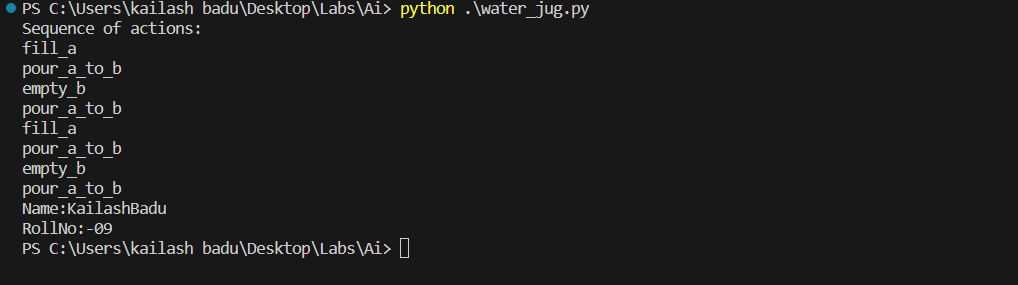 PS C:\Users\kailash badu\Desktop\Labs\Ai> python .\water_jug.py
Sequence of actions:
fill_a
pour_a_to_b
empty_b
pour_a_to_b
fill_a
pour_a_to_b
empty_b
pour_a_to_b
Name:KailashBadu
RollNo:-09
PS C:\Users\kailash badu\Desktop\Labs\Ai>